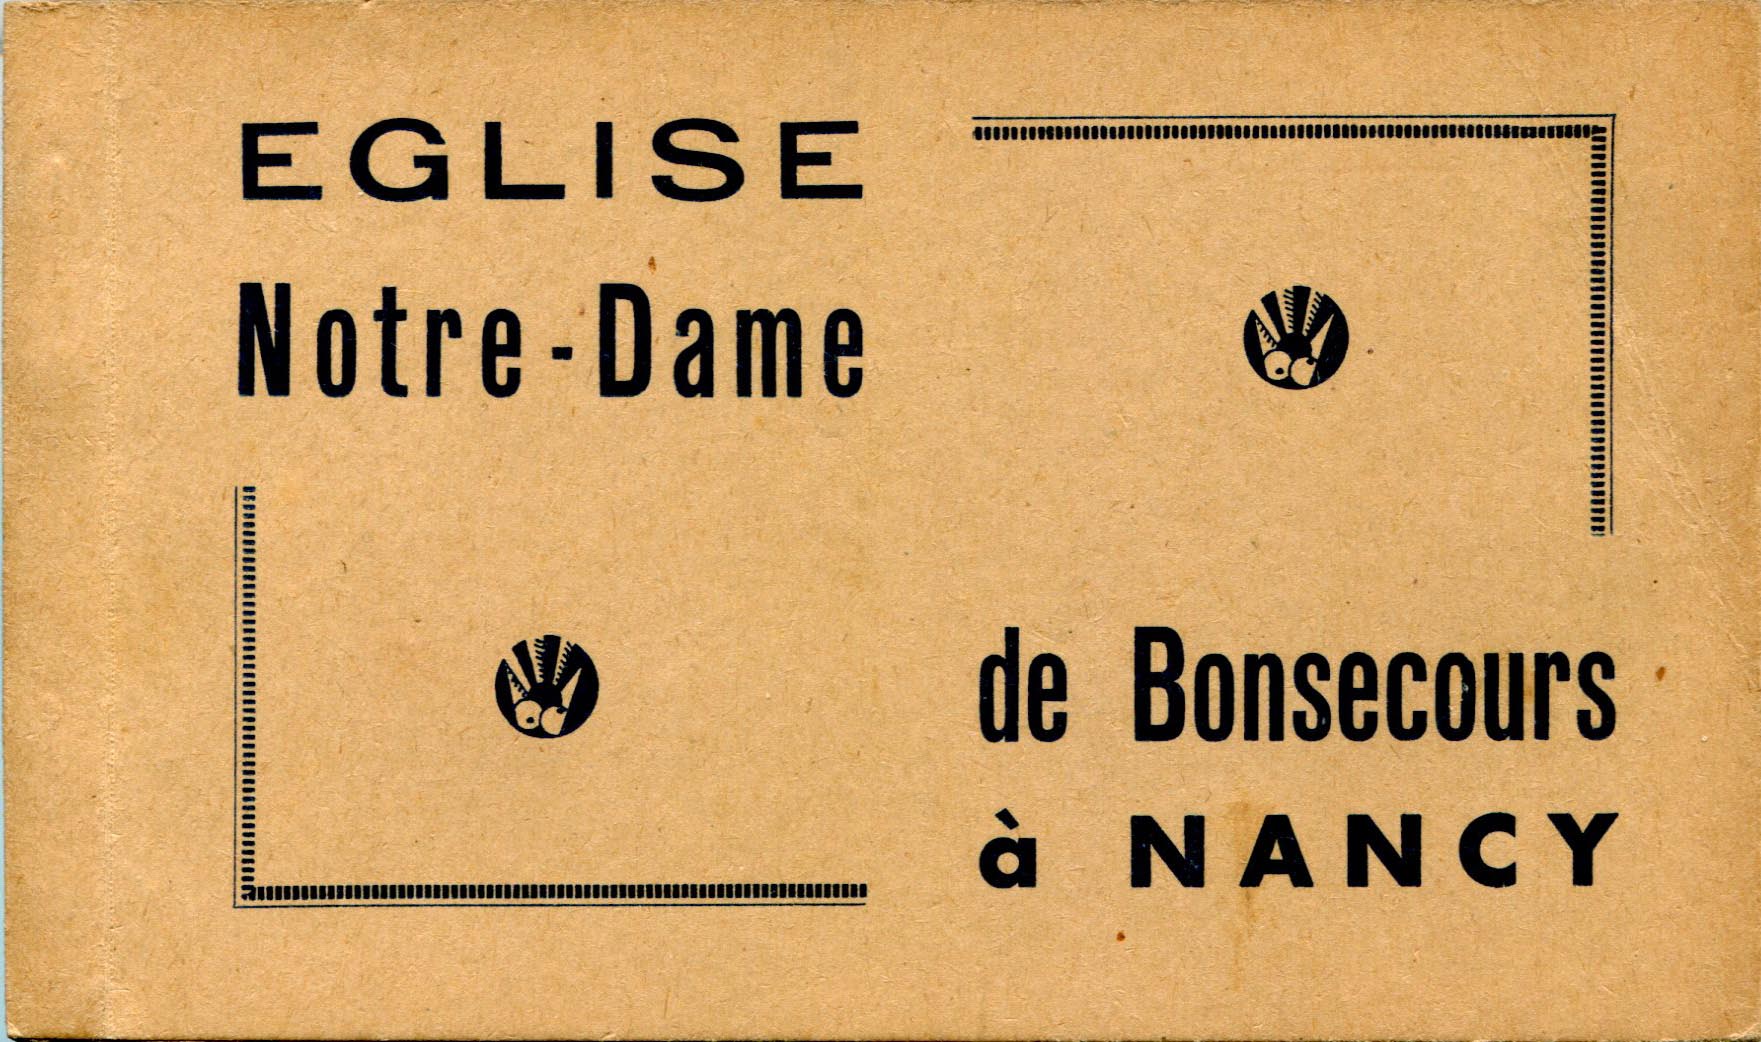 EGLISE
Notre-Dame
de Bonsecours
à NANCY